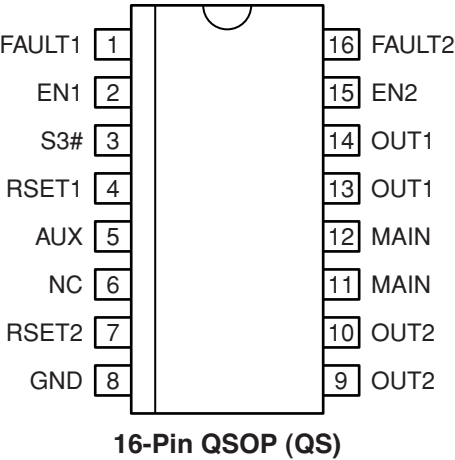 FAULT1 1 16 FAULT2
EN1 2 15 EN2
S3# 3 14 OUT1
RSET1 4 13 OUT1
AUX 5 12 MAIN
NC 6 11 MAIN
RSET2 7 10 OUT2
GND 8 9 OUT2
16-Pin QSOP (QS)